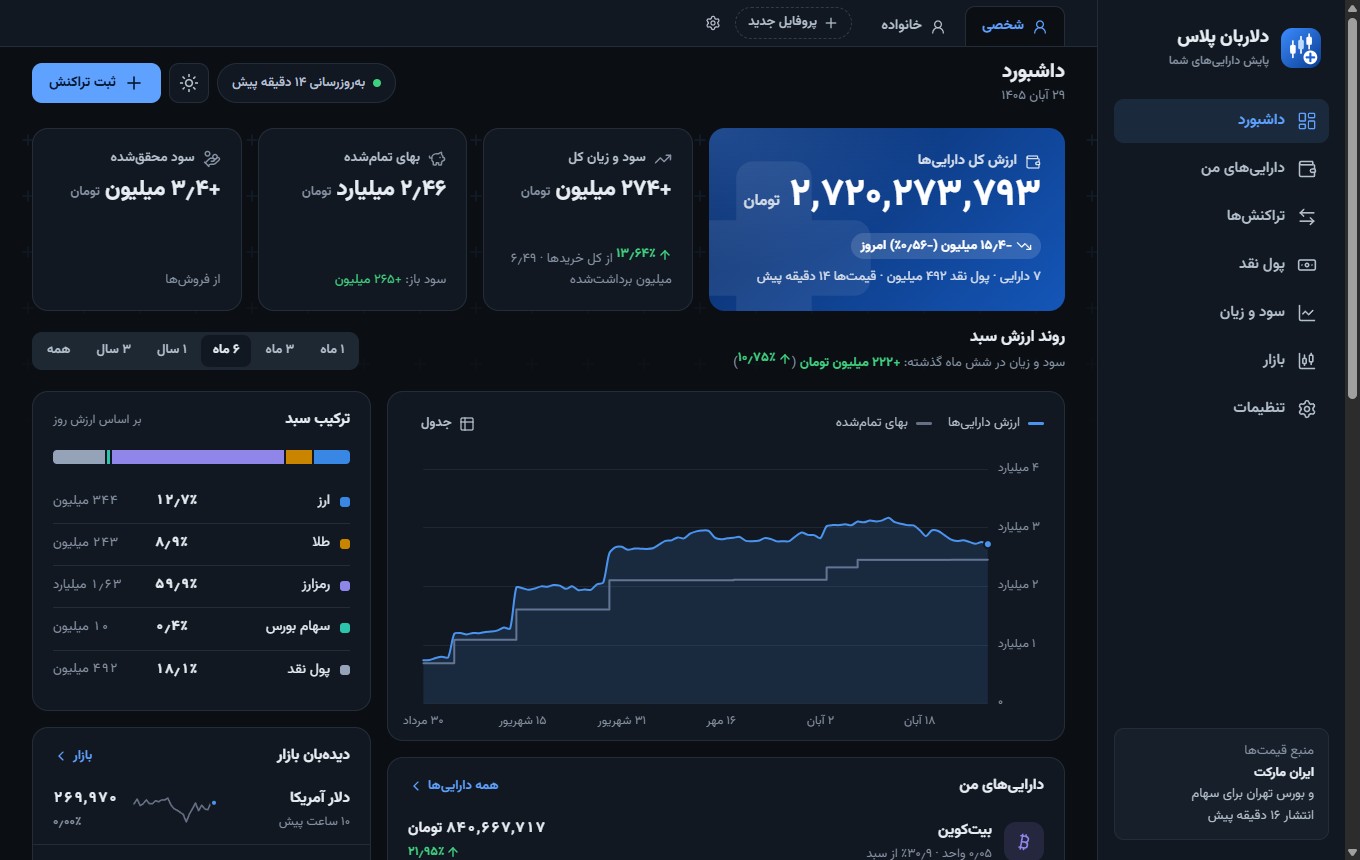 دلاربان پلاس
پایش دارایی‌های شما
داشبورد
دارایی‌های من
تراکنش‌ها
پول نقد
سود و زیان
بازار
تنظیمات
منبع قیمت‌ها
ایران مارکت
و بورس تهران برای سهام
انتشار ۱۶ دقیقه پیش
شخصی
خانواده
پروفایل جدید
داشبورد
۲۹ آبان ۱۴۰۵
به‌روزرسانی ۱۴ دقیقه پیش
ثبت تراکنش
ارزش کل دارایی‌ها
۲,۷۲۰,۲۷۳,۷۹۳ تومان
−۱۵٫۴ میلیون (−۰٫۵۶٪) امروز
۷ دارایی · پول نقد ۴۹۲ میلیون · قیمت‌ها ۱۴ دقیقه پیش
سود و زیان کل
+۲۷۴ میلیون تومان
۱۳٫۶۴٪ از کل خریدها · ۶٫۴۹
میلیون برداشت‌شده
بهای تمام‌شده
۲٫۴۶ میلیارد تومان
سود باز: +۲۶۵ میلیون
سود محقق‌شده
+۳٫۴ میلیون تومان
از فروش‌ها
روند ارزش سبد
سود و زیان در شش ماه گذشته: +۲۲۲ میلیون تومان (۱۰٫۷۵٪)
۱ ماه
۳ ماه
۶ ماه
۱ سال
۳ سال
همه
ارزش دارایی‌ها
بهای تمام‌شده
جدول
۴ میلیارد
۳ میلیارد
۲ میلیارد
۱ میلیارد
۰
۳۰ مرداد
۱۵ شهریور
۳۱ شهریور
۱۶ مهر
۲ آبان
۱۸ آبان
ترکیب سبد
بر اساس ارزش روز
ارز ۱۲٫۷٪ ۳۴۴ میلیون
طلا ۸٫۹٪ ۲۴۳ میلیون
رمزارز ۵۹٫۹٪ ۱٫۶۳ میلیارد
سهام بورس ۰٫۴٪ ۱۰ میلیون
پول نقد ۱۸٫۱٪ ۴۹۲ میلیون
دارایی‌های من
همه دارایی‌ها
بیت‌کوین
۸۴۰,۶۶۷,۷۱۷ تومان
۰٫۰۵ واحد · ۳۰٫۹٪ از سبد
۲۱٫۹۵٪
دیده‌بان بازار
بازار
دلار آمریکا
۲۶۹,۹۷۰
۱۰ ساعت پیش
۰٫۰۰٪